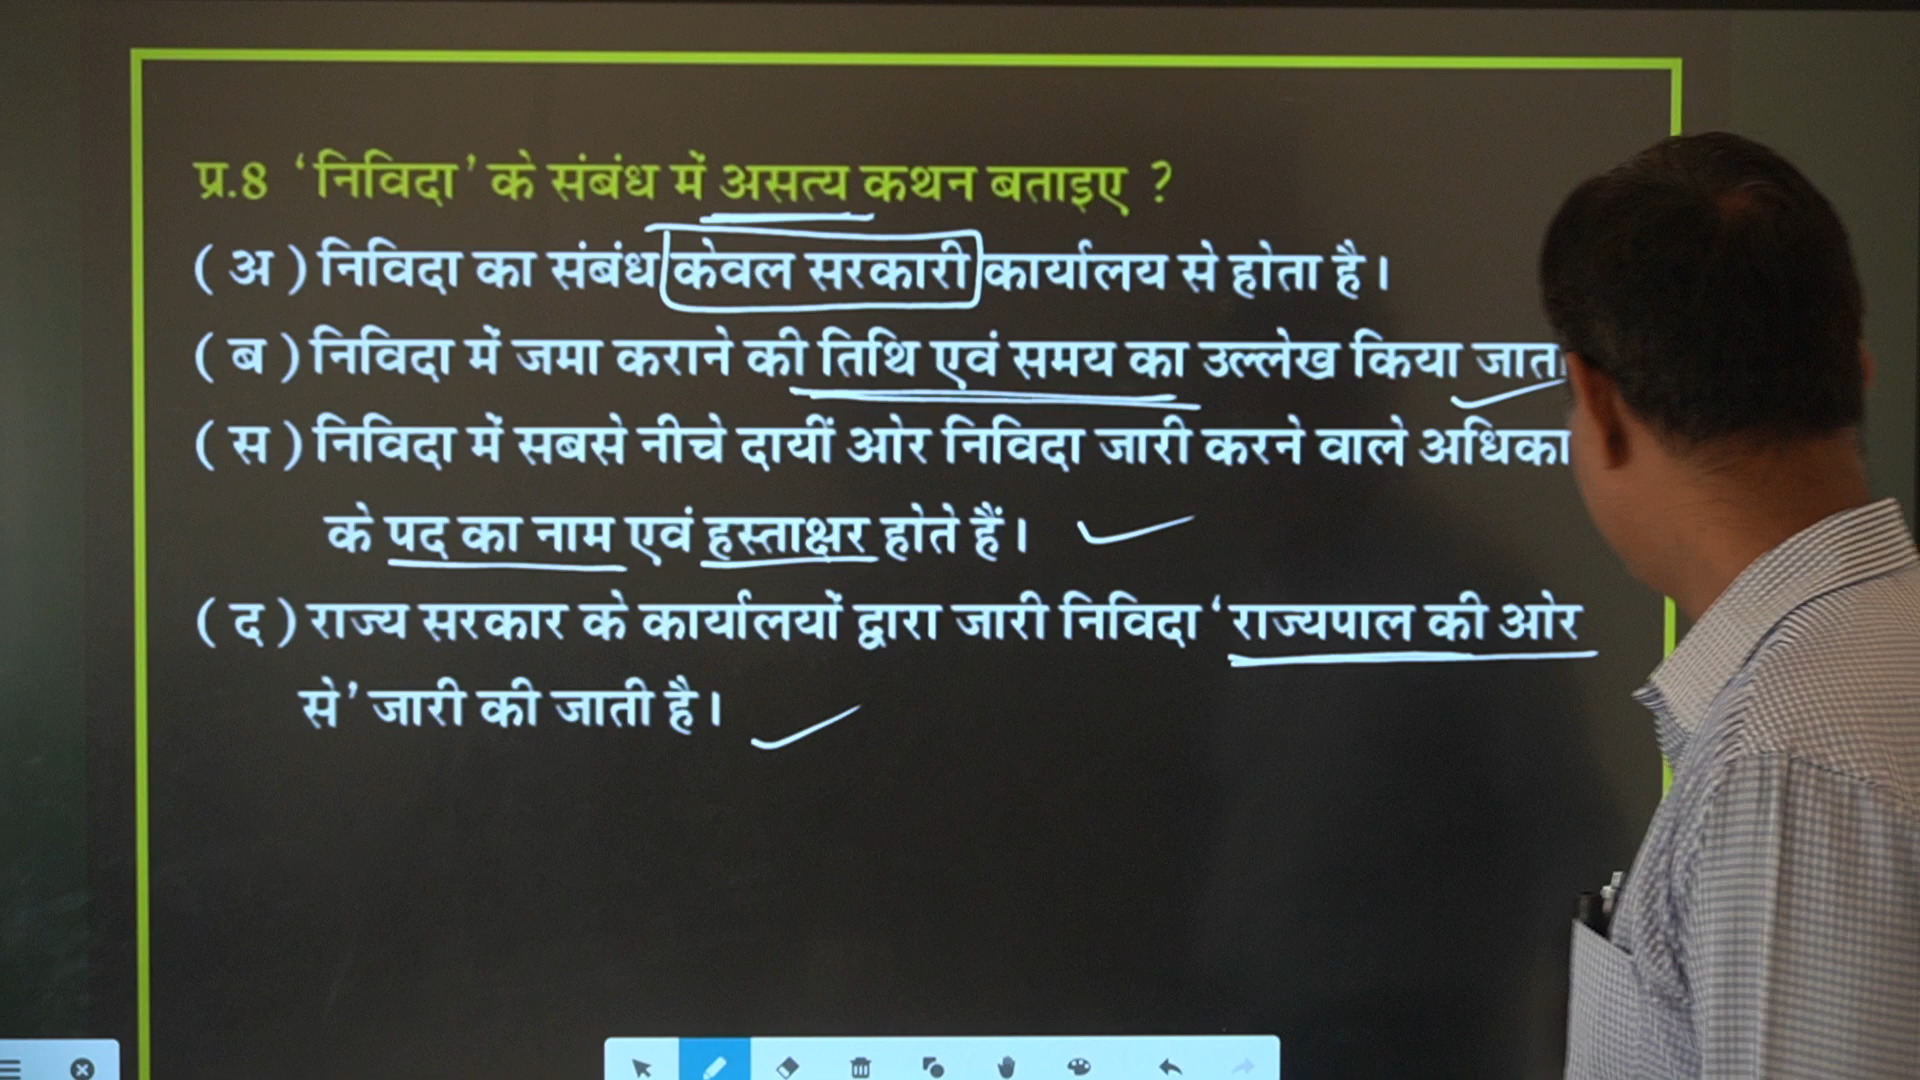 प्र.8 ‘निविदा’ के संबंध में असत्य कथन बताइए ?
( अ ) निविदा का संबंध केवल सरकारी कार्यालय से होता है।
( ब ) निविदा में जमा कराने की तिथि एवं समय का उल्लेख किया जाता
( स ) निविदा में सबसे नीचे दायीं ओर निविदा जारी करने वाले अधिका
के पद का नाम एवं हस्ताक्षर होते हैं।
( द ) राज्य सरकार के कार्यालयों द्वारा जारी निविदा ‘राज्यपाल की ओर
से’ जारी की जाती है।